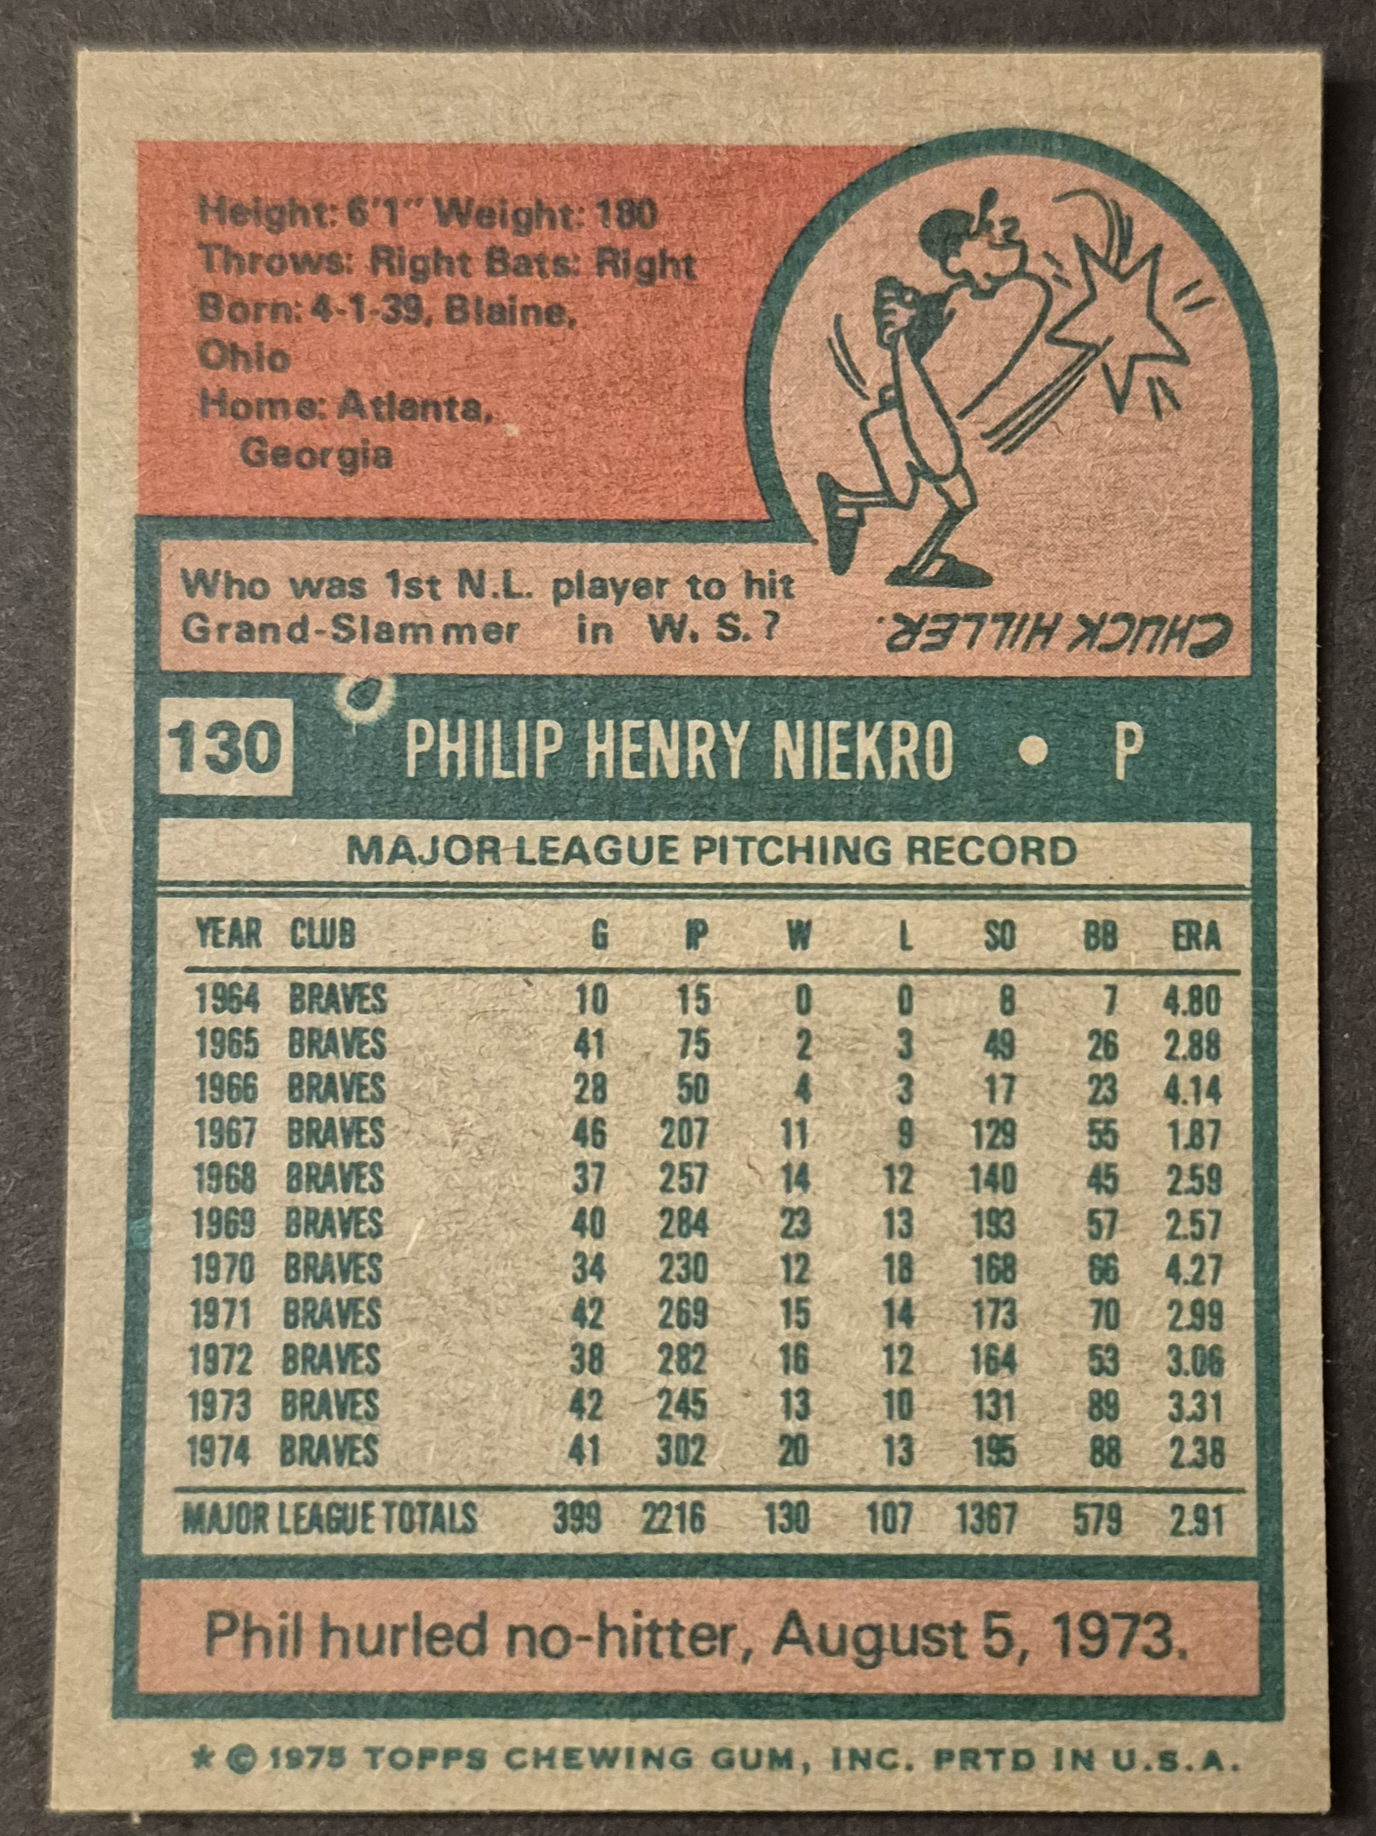 Height: 6'1" Weight: 180
Throws: Right Bats: Right
Born: 4-1-39, Blaine,
Ohio
Home: Atlanta,
Georgia
Who was 1st N.L. player to hit
Grand-Slammer in W. S.?
CHUCK HILLER.
130 PHILIP HENRY NIEKRO • P
MAJOR LEAGUE PITCHING RECORD
YEAR CLUB G IP W L SO BB ERA
1964 BRAVES 10 15 0 0 8 7 4.80
1965 BRAVES 41 75 2 3 49 26 2.88
1966 BRAVES 28 50 4 3 17 23 4.14
1967 BRAVES 46 207 11 9 129 55 1.87
1968 BRAVES 37 257 14 12 140 45 2.59
1969 BRAVES 40 284 23 13 193 57 2.57
1970 BRAVES 34 230 12 18 168 66 4.27
1971 BRAVES 42 269 15 14 173 70 2.99
1972 BRAVES 38 282 16 12 164 53 3.06
1973 BRAVES 42 245 13 10 131 89 3.31
1974 BRAVES 41 302 20 13 195 88 2.38
MAJOR LEAGUE TOTALS 399 2216 130 107 1367 579 2.91
Phil hurled no-hitter, August 5, 1973.
* © 1975 TOPPS CHEWING GUM, INC. PRTD IN U.S.A.